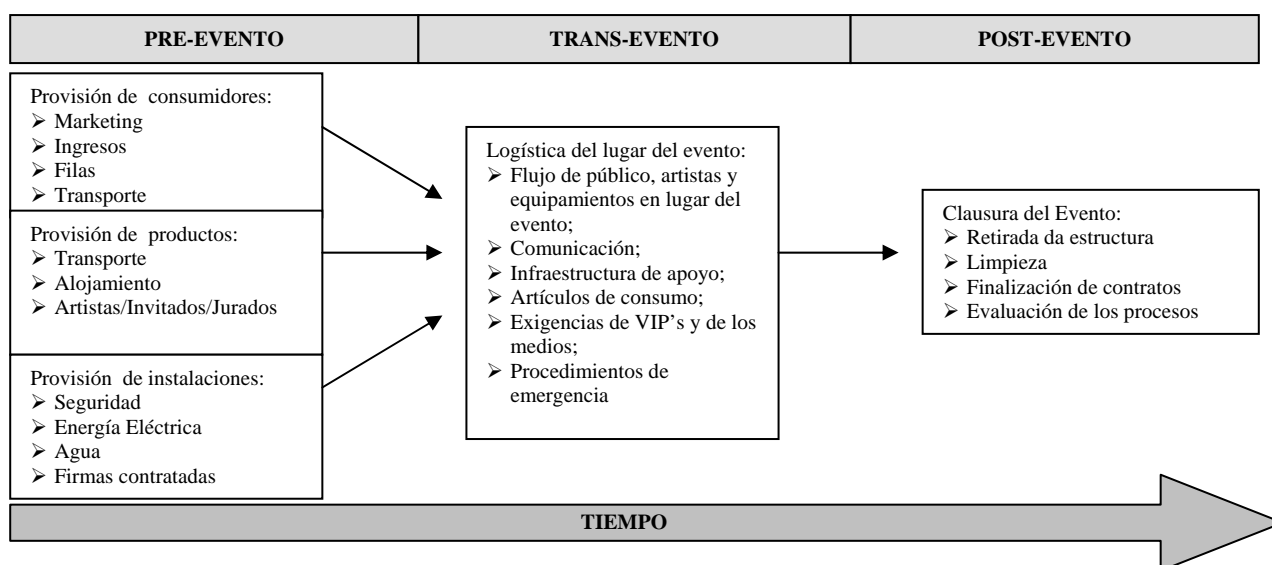 PRE-EVENTO
TRANS-EVENTO
POST-EVENTO
Provisión de consumidores:
➢ Marketing
➢ Ingresos
➢ Filas
➢ Transporte
Provisión de productos:
➢ Transporte
➢ Alojamiento
➢ Artistas/Invitados/Jurados
Provisión de instalaciones:
➢ Seguridad
➢ Energía Eléctrica
➢ Agua
➢ Firmas contratadas
Logística del lugar del evento:
➢ Flujo de público, artistas y
equipamientos en lugar del
evento;
➢ Comunicación;
➢ Infraestructura de apoyo;
➢ Artículos de consumo;
➢ Exigencias de VIP’s y de los
medios;
➢ Procedimientos de
emergencia
Clausura del Evento:
➢ Retirada da estructura
➢ Limpieza
➢ Finalización de contratos
➢ Evaluación de los procesos
TIEMPO